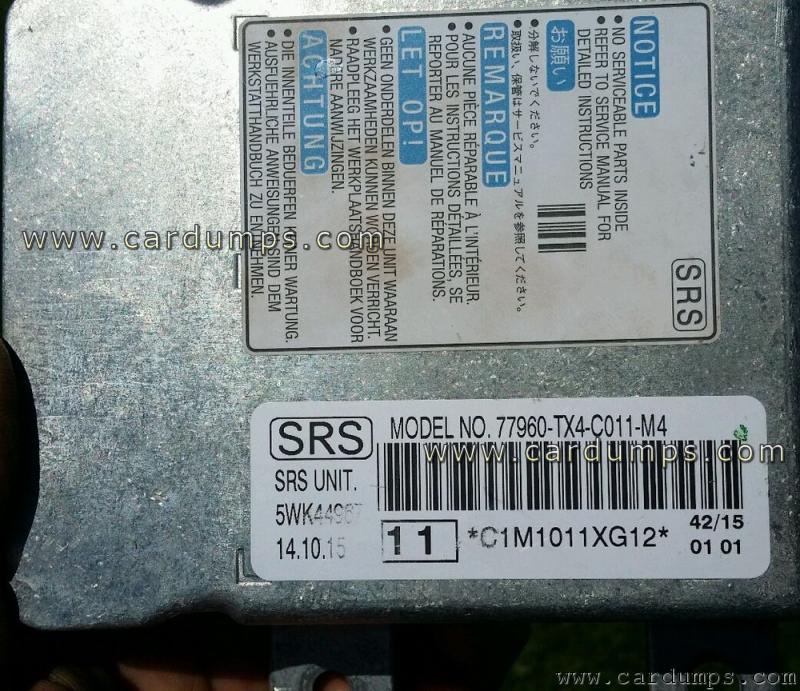 NOTICE
• NO SERVICEABLE PARTS INSIDE
• REFER TO SERVICE MANUAL FOR
DETAILED INSTRUCTIONS
お願い
• 分解しないでください。
• 取扱い、保管はサービスマニュアルを参照してください。
REMARQUE
• AUCUNE PIÈCE RÉPARABLE À L'INTÉRIEUR.
• POUR LES INSTRUCTIONS DÉTAILLÉES, SE
REPORTER AU MANUEL DE RÉPARATIONS.
LET OP!
• GEEN ONDERDELEN BINNEN DEZE UNIT WAARAAN
WERKZAAMHEDEN KUNNEN WORDEN VERRICHT.
• RAADPLEEG HET WERKPLAATSHANDBOEK VOOR
NADERE AANWIJZINGEN.
ACHTUNG
• DIE INNENTEILE BEDUERFEN KEINER WARTUNG.
• AUSFUEHRLICHE ANWEISUNGEN SIND DEM
WERKSTATTHANDBUCH ZU ENTNEHMEN.
SRS
www.cardumps.com
SRS
MODEL NO. 77960-TX4-C011-M4
www.cardumps.com
SRS UNIT.
5WK44967
14.10.15
11
*C1M1011XG12*
42/15
01 01
www.cardumps.com